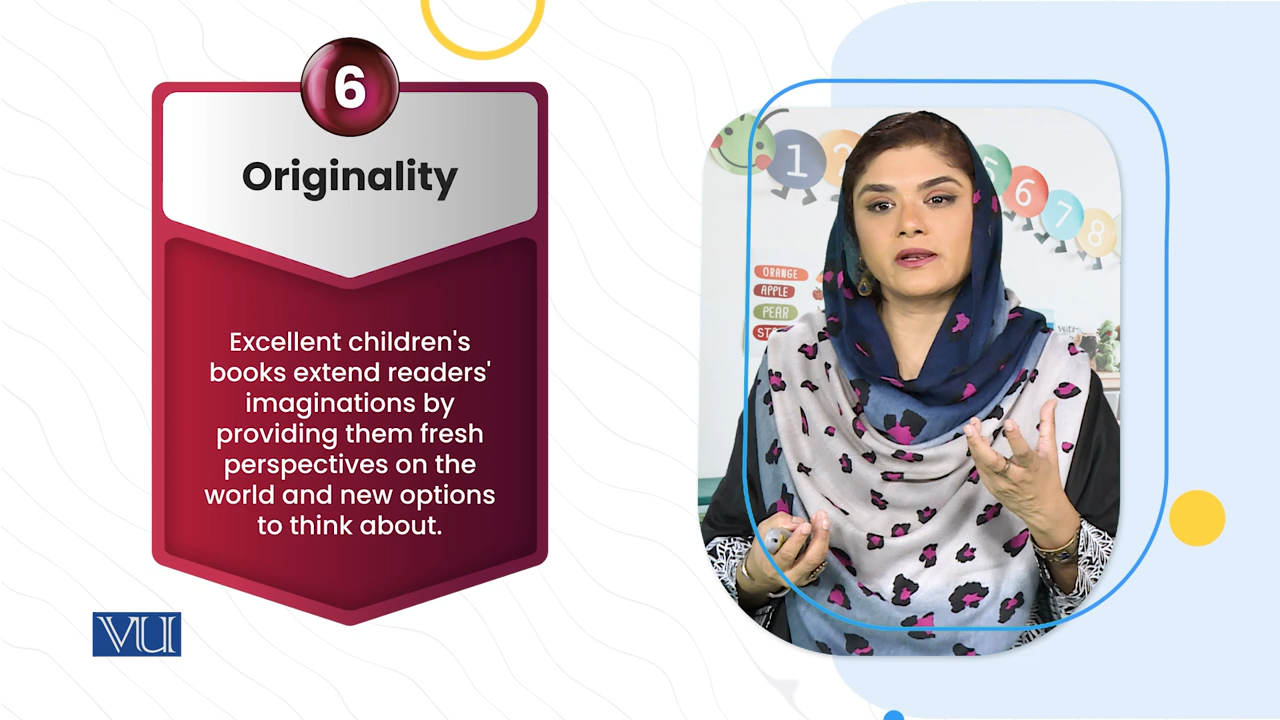 6
Originality
Excellent children's
books extend readers'
imaginations by
providing them fresh
perspectives on the
world and new options
to think about.
VU
1
2
5
6
7
8
ORANGE
APPLE
PEAR